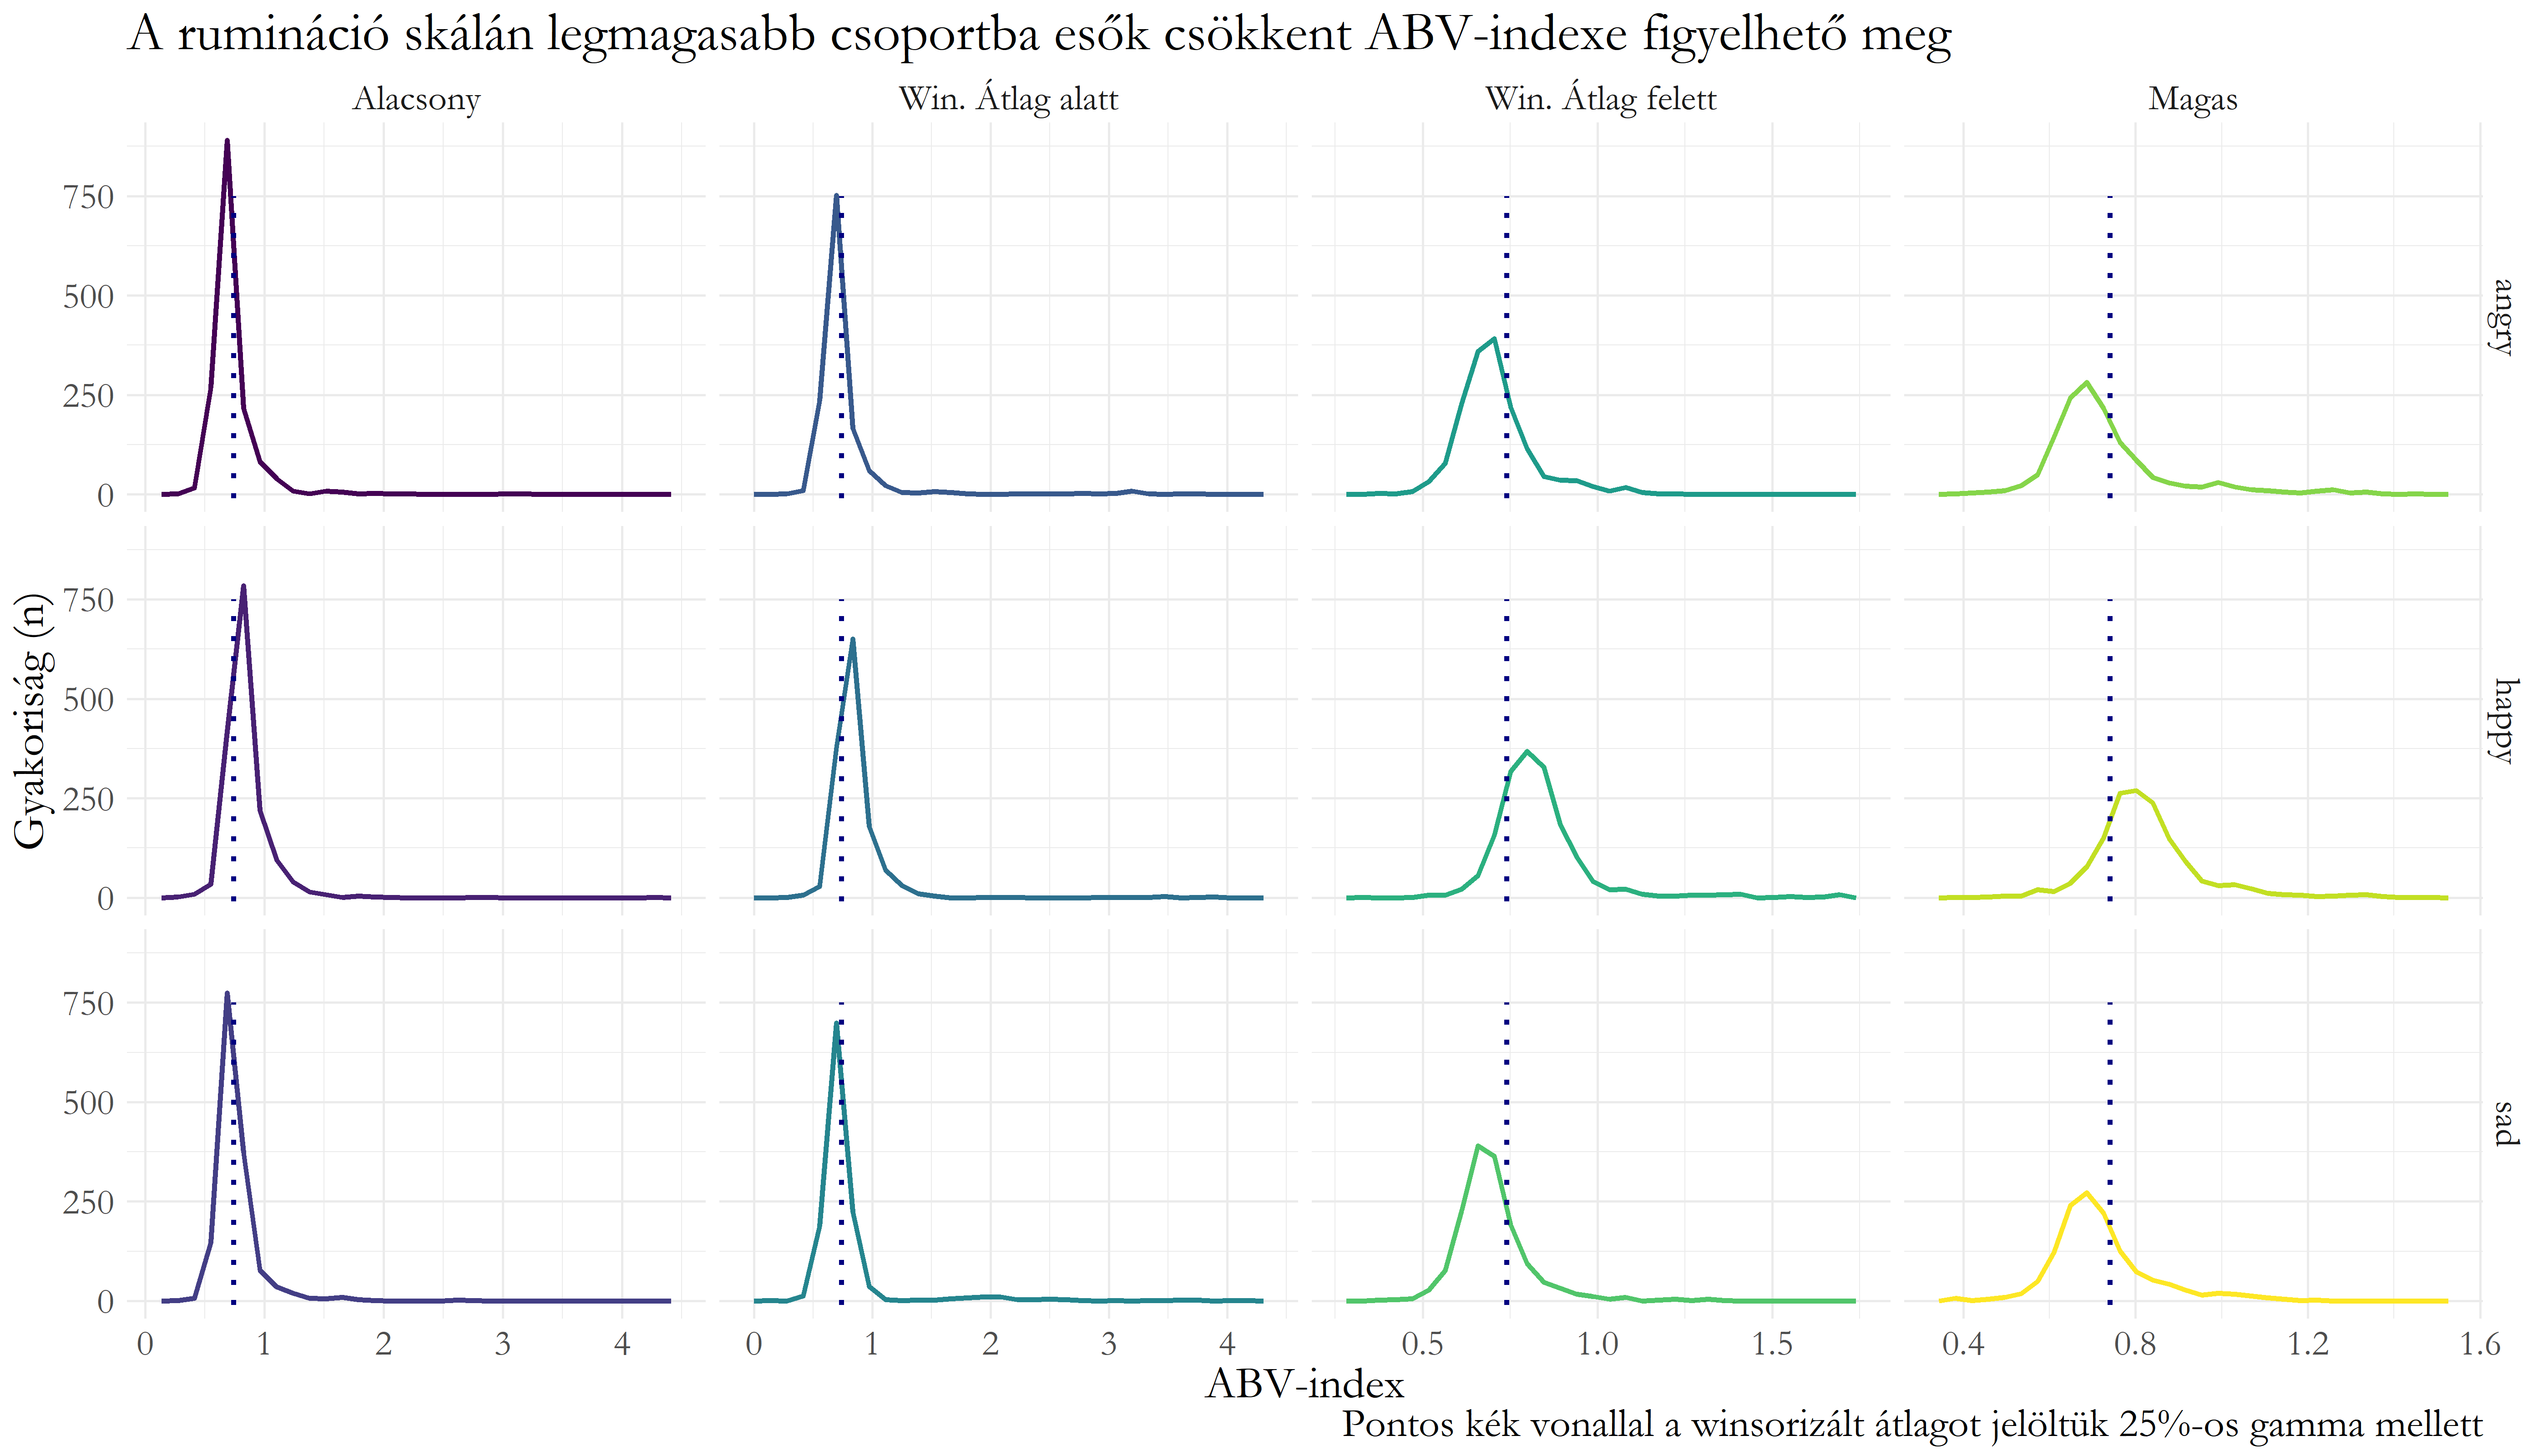 A rumináció skálán legmagasabb csoportba esők csökkent ABV-indexe figyelhető meg
Alacsony
Win. Átlag alatt
Win. Átlag felett
Magas
750
500
250
0
angry
Gyakoriság (n)
750
500
250
0
happy
750
500
250
0
sad
0 1 2 3 4
0 1 2 3 4
0.5 1.0 1.5
0.4 0.8 1.2 1.6
ABV-index
Pontos kék vonallal a winsorizált átlagot jelöltük 25%-os gamma mellett